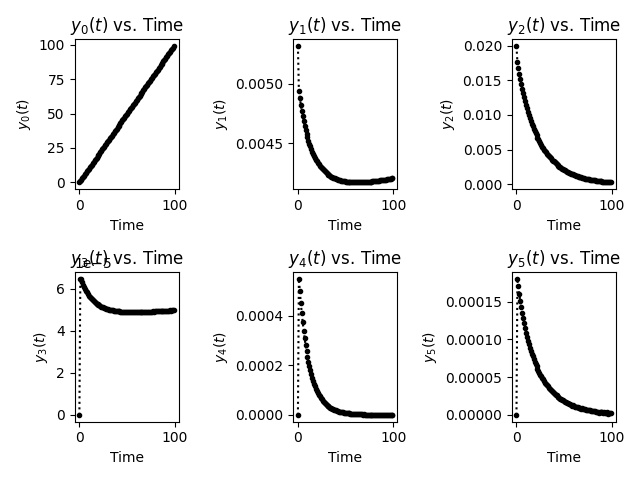 y₀(t) vs. Time
y₁(t) vs. Time
y₂(t) vs. Time
100
75
50
25
0
y₀(t)
0 100
Time
0.0050
0.0045
y₁(t)
0 100
Time
0.020
0.015
0.010
0.005
0.000
y₂(t)
0 100
Time
y₃(t) vs. Time
1e−5
y₄(t) vs. Time
y₅(t) vs. Time
6
4
2
0
y₃(t)
0 100
Time
0.0004
0.0002
0.0000
y₄(t)
0 100
Time
0.00015
0.00010
0.00005
0.00000
y₅(t)
0 100
Time